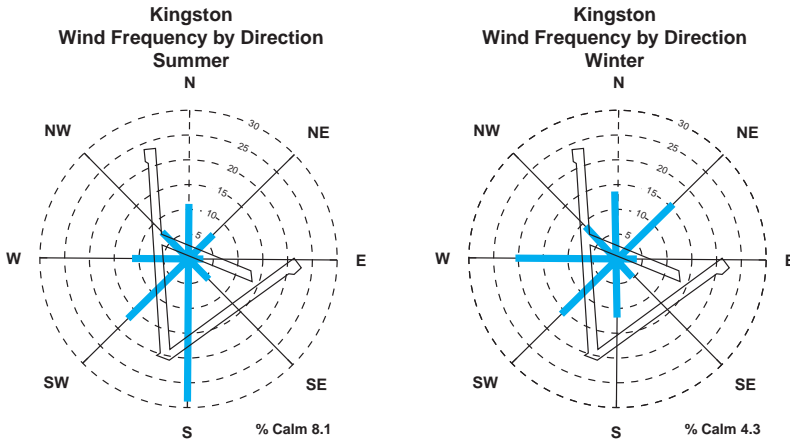 Kingston
Wind Frequency by Direction
Summer
N
NW
NE
30
25
20
15
10
5
W
E
SW
SE
S
% Calm 8.1
Kingston
Wind Frequency by Direction
Winter
N
NW
NE
30
25
20
15
10
5
W
E
SW
SE
S
% Calm 4.3